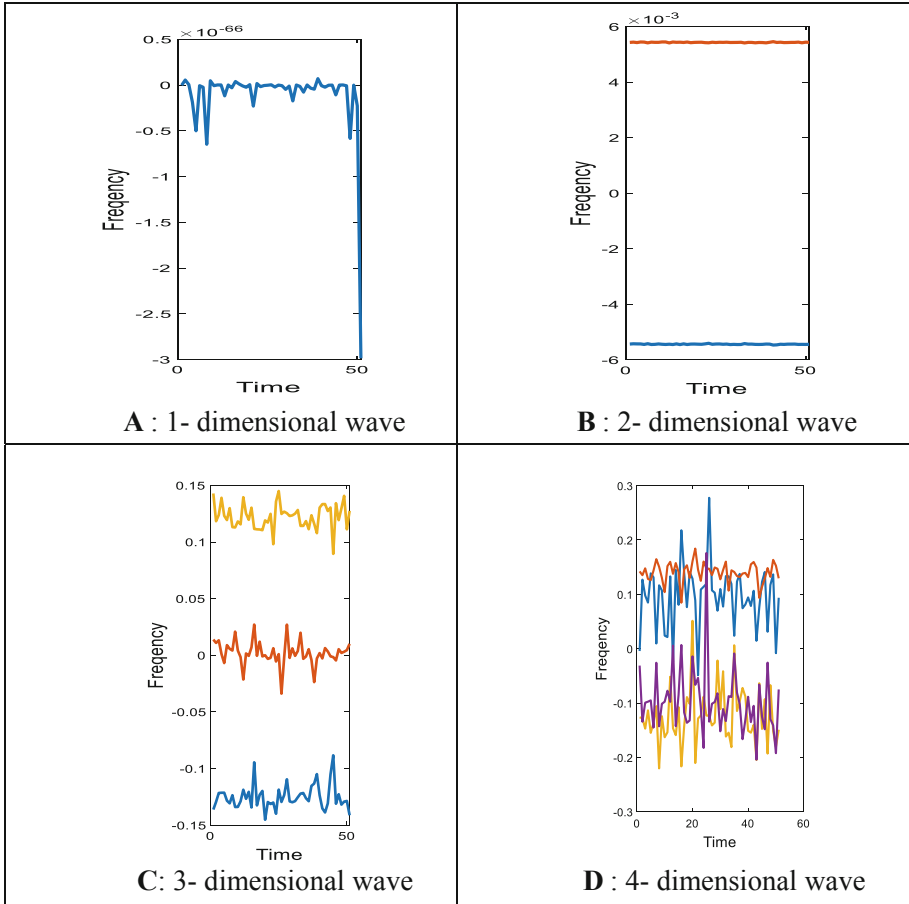 ×10^-66
0.5
0
-0.5
-1
-1.5
-2
-2.5
-3
Freqency
0 50
Time
A : 1- dimensional wave
×10^-3
6
4
2
0
-2
-4
-6
Freqency
0 50
Time
B : 2- dimensional wave
0.15
0.1
0.05
0
-0.05
-0.1
-0.15
Freqency
0 50
Time
C: 3- dimensional wave
0.3
0.2
0.1
0
-0.1
-0.2
-0.3
Freqency
0 20 40 60
Time
D : 4- dimensional wave